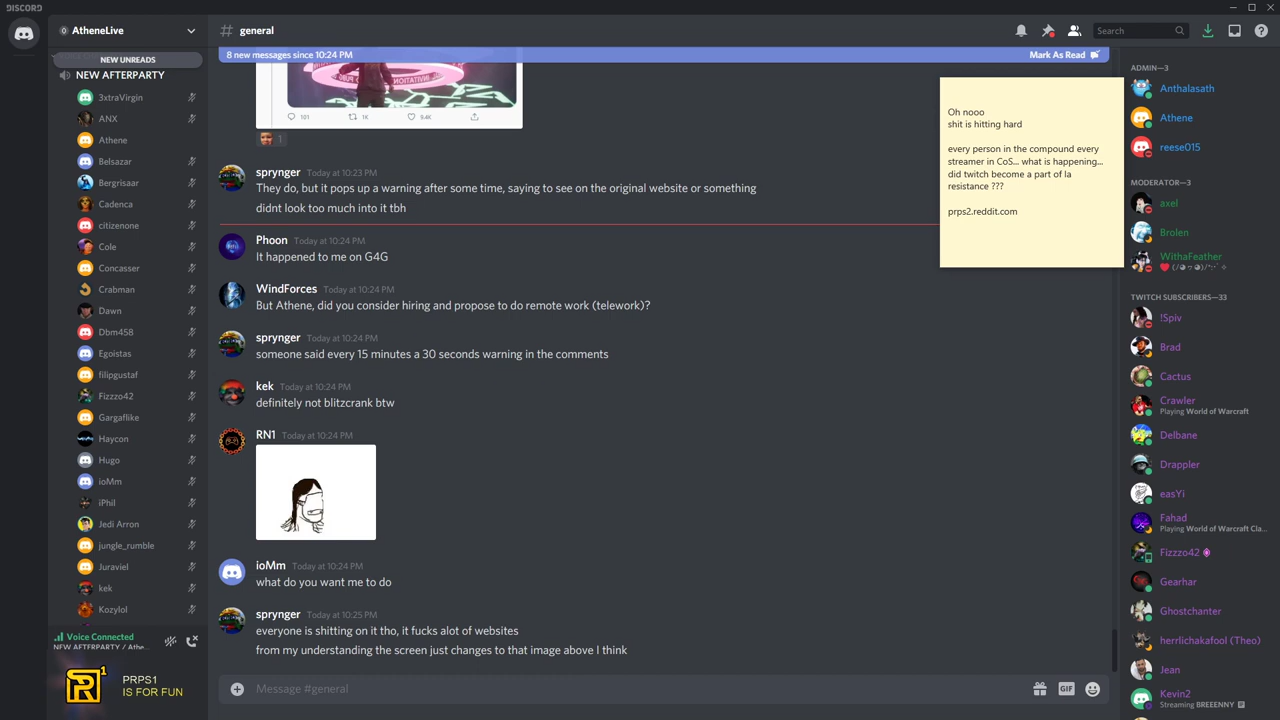 DISCORD
AtheneLive
# general
Search
NEW UNREADS
NEW AFTERPARTY
3xtraVirgin
ANX
Athene
Belsazar
Bergrisaar
Cadenca
citizenone
Cole
Concasser
Crabman
Dawn
Dbm458
Egoistas
filipgustaf
Fizzzo42
Gargaflike
Haycon
Hugo
ioMm
iPhil
Jedi Arron
jungle_rumble
Juraviel
kek
Kozylol
Voice Connected
NEW AFTERPARTY / Athe...
PRPS1
IS FOR FUN
8 new messages since 10:24 PM
Mark As Read
101
1K
9.4K
1
sprynger Today at 10:23 PM
They do, but it pops up a warning after some time, saying to see on the original website or something
didnt look too much into it tbh
Phoon Today at 10:24 PM
It happened to me on G4G
WindForces Today at 10:24 PM
But Athene, did you consider hiring and propose to do remote work (telework)?
sprynger Today at 10:24 PM
someone said every 15 minutes a 30 seconds warning in the comments
kek Today at 10:24 PM
definitely not blitzcrank btw
RN1 Today at 10:24 PM
ioMm Today at 10:24 PM
what do you want me to do
sprynger Today at 10:25 PM
everyone is shitting on it tho, it fucks alot of websites
from my understanding the screen just changes to that image above I think
Message #general
GIF
Oh nooo
shit is hitting hard
every person in the compound every
streamer in CoS... what is happening...
did twitch become a part of la
resistance ???
prps2.reddit.com
ADMIN—3
Anthalasath
Athene
reese015
MODERATOR—3
axel
Brolen
WithaFeather
TWITCH SUBSCRIBERS—33
!Spiv
Brad
Cactus
Crawler
Playing World of Warcraft
Delbane
Drappler
easYi
Fahad
Playing World of Warcraft Cla...
Fizzzo42
Gearhar
Ghostchanter
herrlichakafool (Theo)
Jean
Kevin2
Streaming BREEENNY